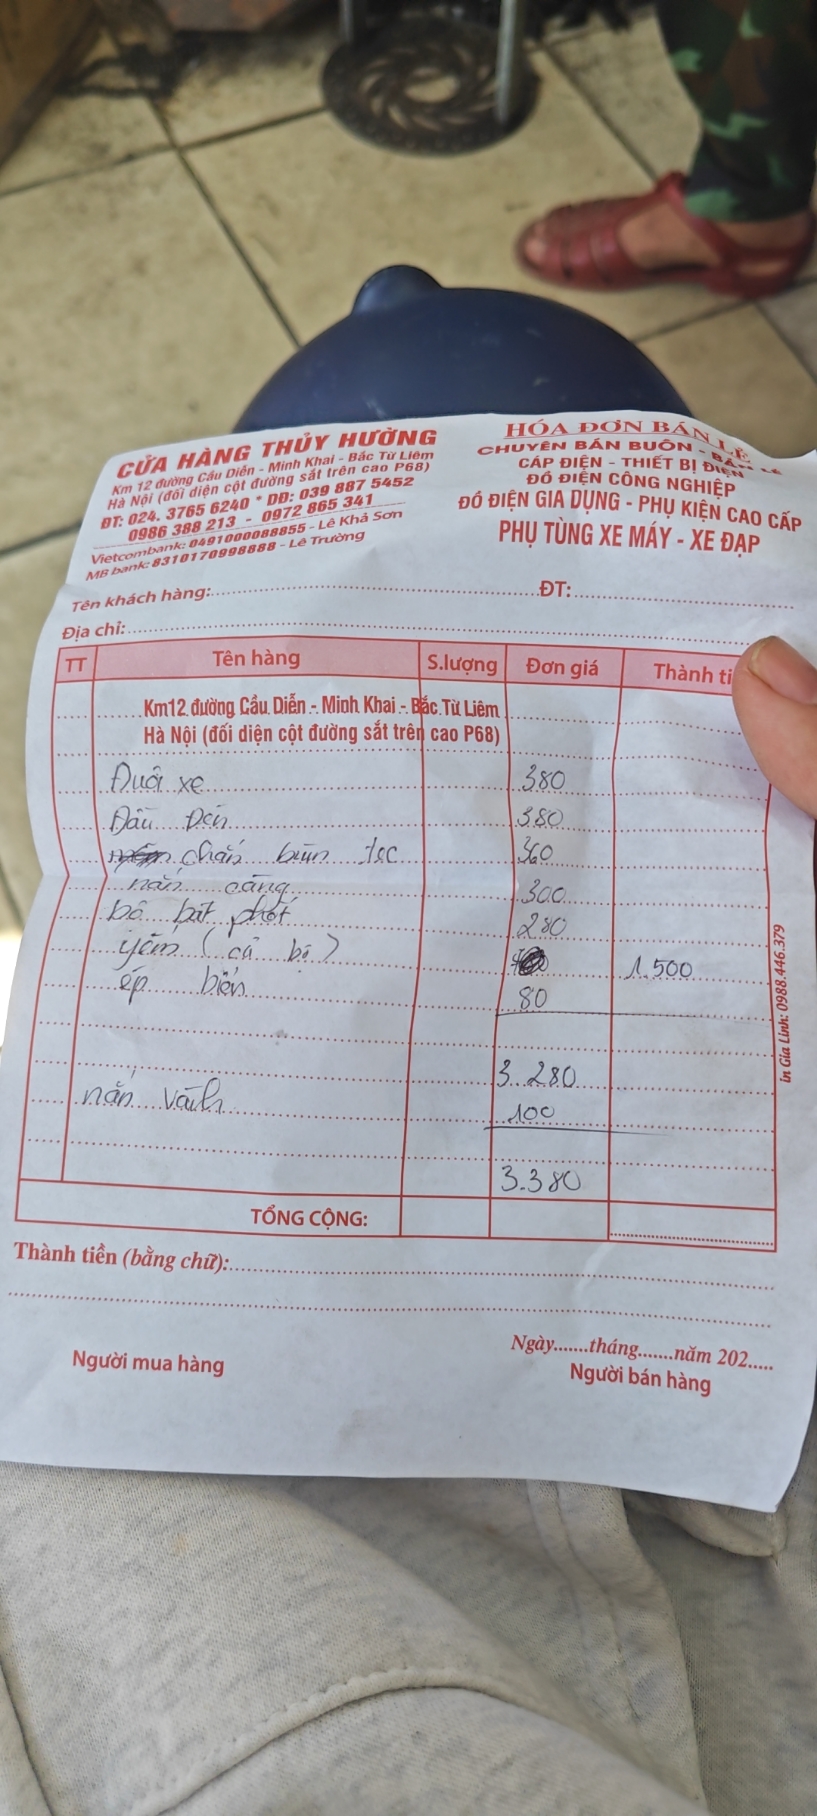 CỬA HÀNG THỦY HƯỜNG
Km 12 đường Cầu Diễn - Minh Khai - Bắc Từ Liêm
Hà Nội (đối diện cột đường sắt trên cao P68)
ĐT: 024. 3765 6240 * DĐ: 039 887 5452
0986 388 213 - 0972 865 341
Vietcombank: 0491000088855 - Lê Khả Sơn
MB bank: 8310170998888 - Lê Trường
HÓA ĐƠN BÁN LẺ
CHUYÊN BÁN BUÔN - BÁN LẺ
CÁP ĐIỆN - THIẾT BỊ ĐIỆN
ĐỒ ĐIỆN CÔNG NGHIỆP
ĐỒ ĐIỆN GIA DỤNG - PHỤ KIỆN CAO CẤP
PHỤ TÙNG XE MÁY - XE ĐẠP
Tên khách hàng: ĐT:
Địa chỉ:
TT Tên hàng S.lượng Đơn giá Thành ti
Km12 đường Cầu Diễn - Minh Khai - Bắc Từ Liêm
Hà Nội (đối diện cột đường sắt trên cao P68)
Đuôi xe 380
Đầu Đèn 380
chắn bùn 360
nắn càng 300
bộ bát phốt 280
yếm (cả bộ) 1.500
ép biển 80
3.280
nắn vành 100
3.380
TỔNG CỘNG:
Thành tiền (bằng chữ):
Ngày.......tháng.......năm 202.....
Người mua hàng Người bán hàng
in Gia Linh: 0988.446.379